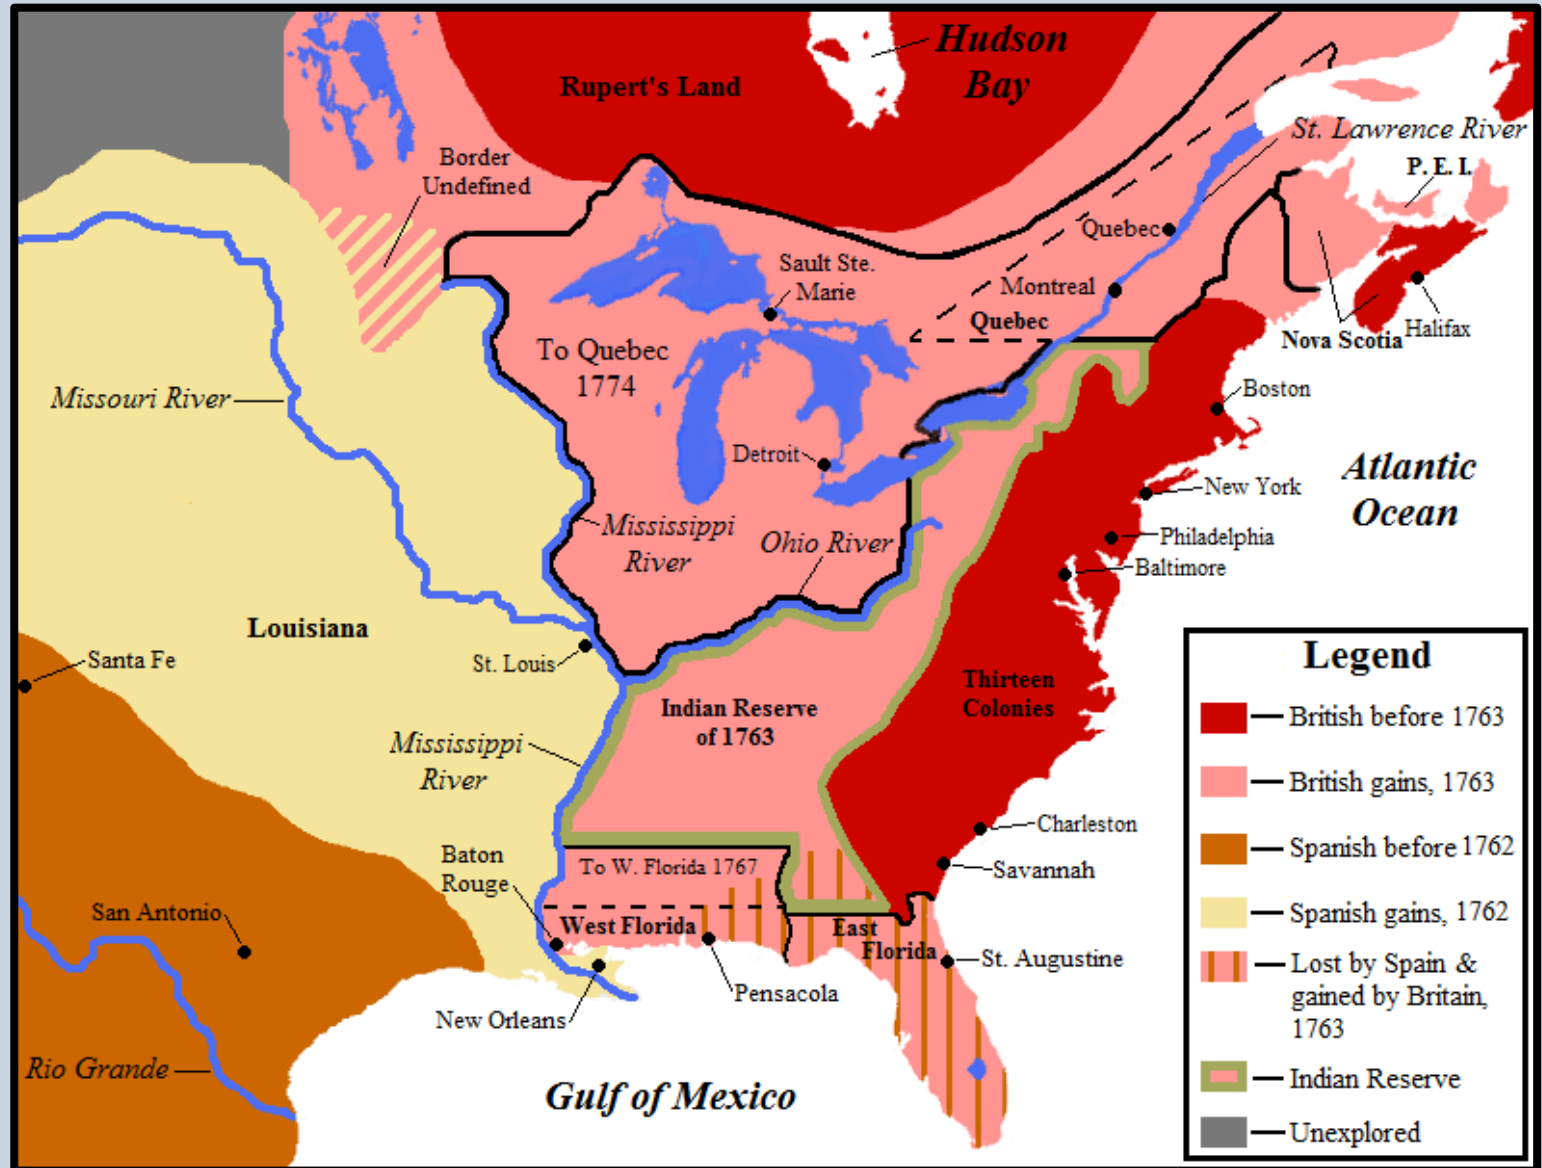 Hudson
Bay
Rupert's Land
St. Lawrence River
Border
Undefined
P. E. I.
Quebec
Sault Ste.
Marie
Montreal
Quebec
Nova Scotia
Halifax
To Quebec
1774
Missouri River
Boston
Detroit
Atlantic
Ocean
New York
Mississippi
River
Ohio River
Philadelphia
Baltimore
Louisiana
St. Louis
Santa Fe
Thirteen
Colonies
Indian Reserve
of 1763
Mississippi
River
Charleston
Baton
Rouge
To W. Florida 1767
Savannah
San Antonio
West Florida
East
Florida
St. Augustine
Pensacola
New Orleans
Rio Grande
Gulf of Mexico
Legend
British before 1763
British gains, 1763
Spanish before 1762
Spanish gains, 1762
Lost by Spain &
gained by Britain,
1763
Indian Reserve
Unexplored